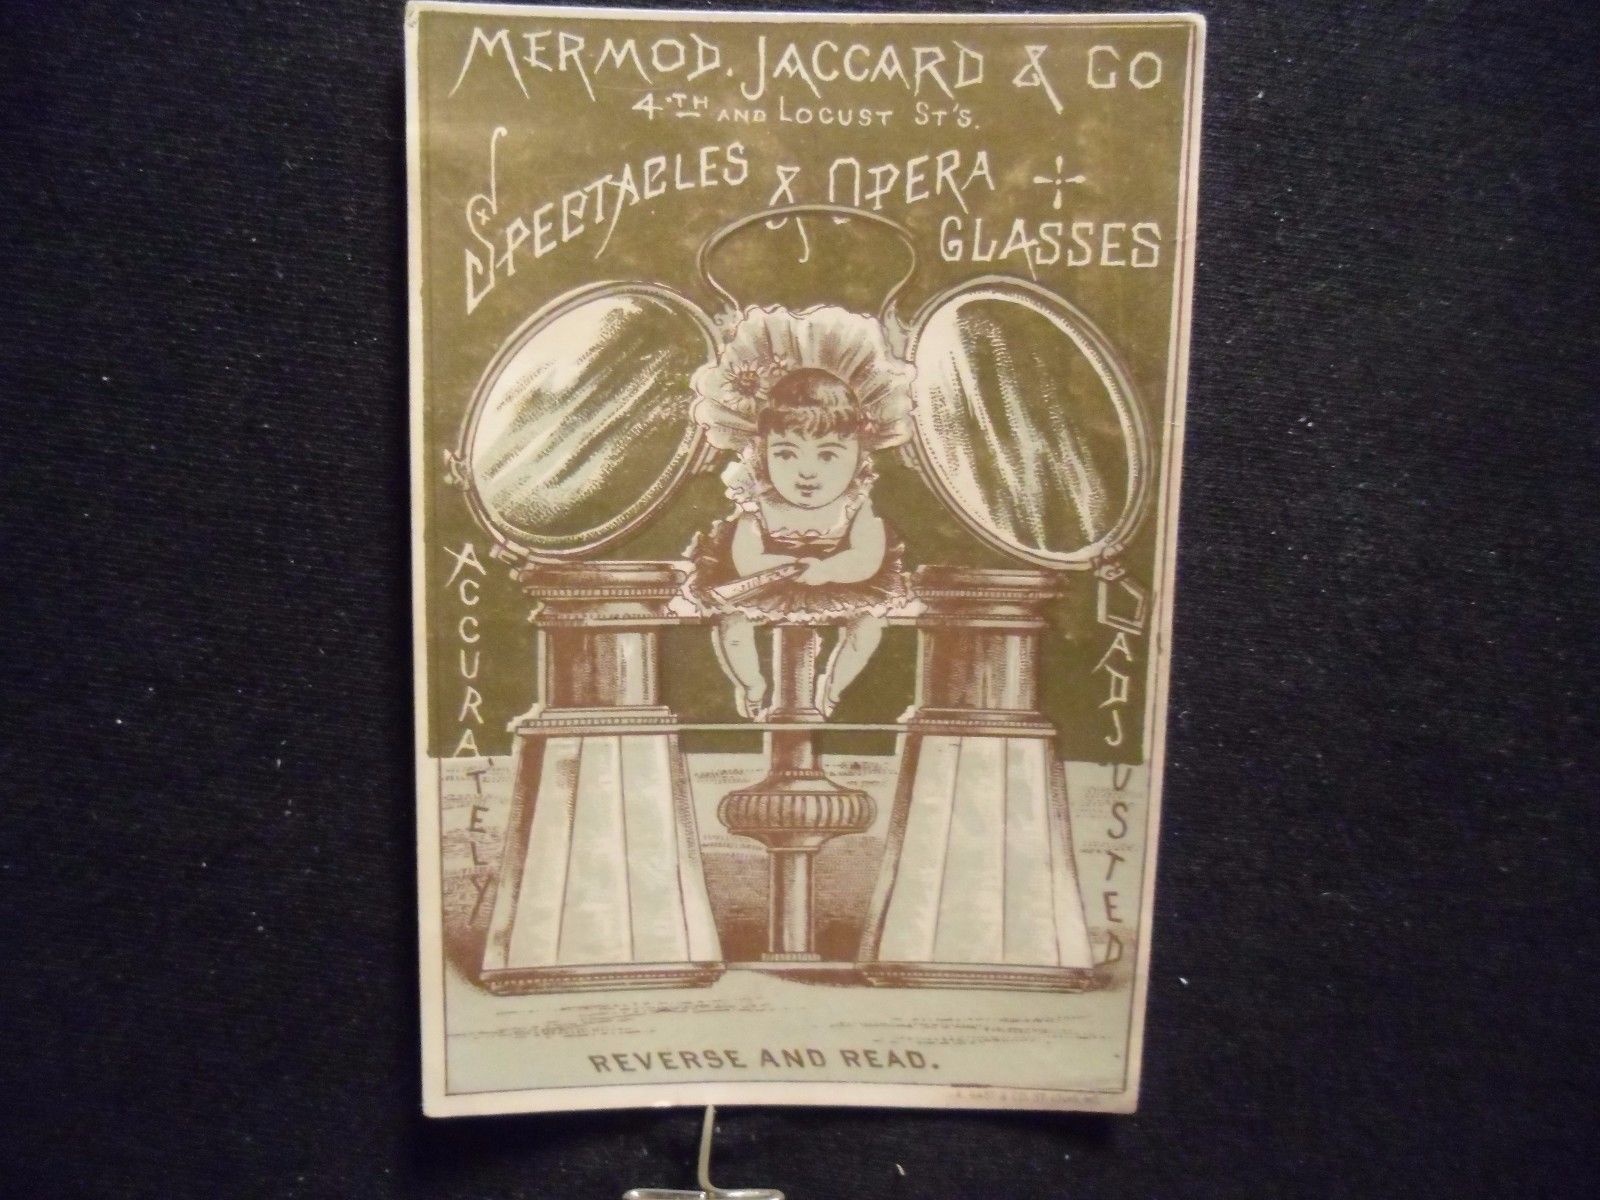 MERMOD. JACCARD & CO
4TH AND LOCUST ST'S.
SPECTACLES & OPERA
GLASSES
ACCURATELY
ADJUSTED
REVERSE AND READ.